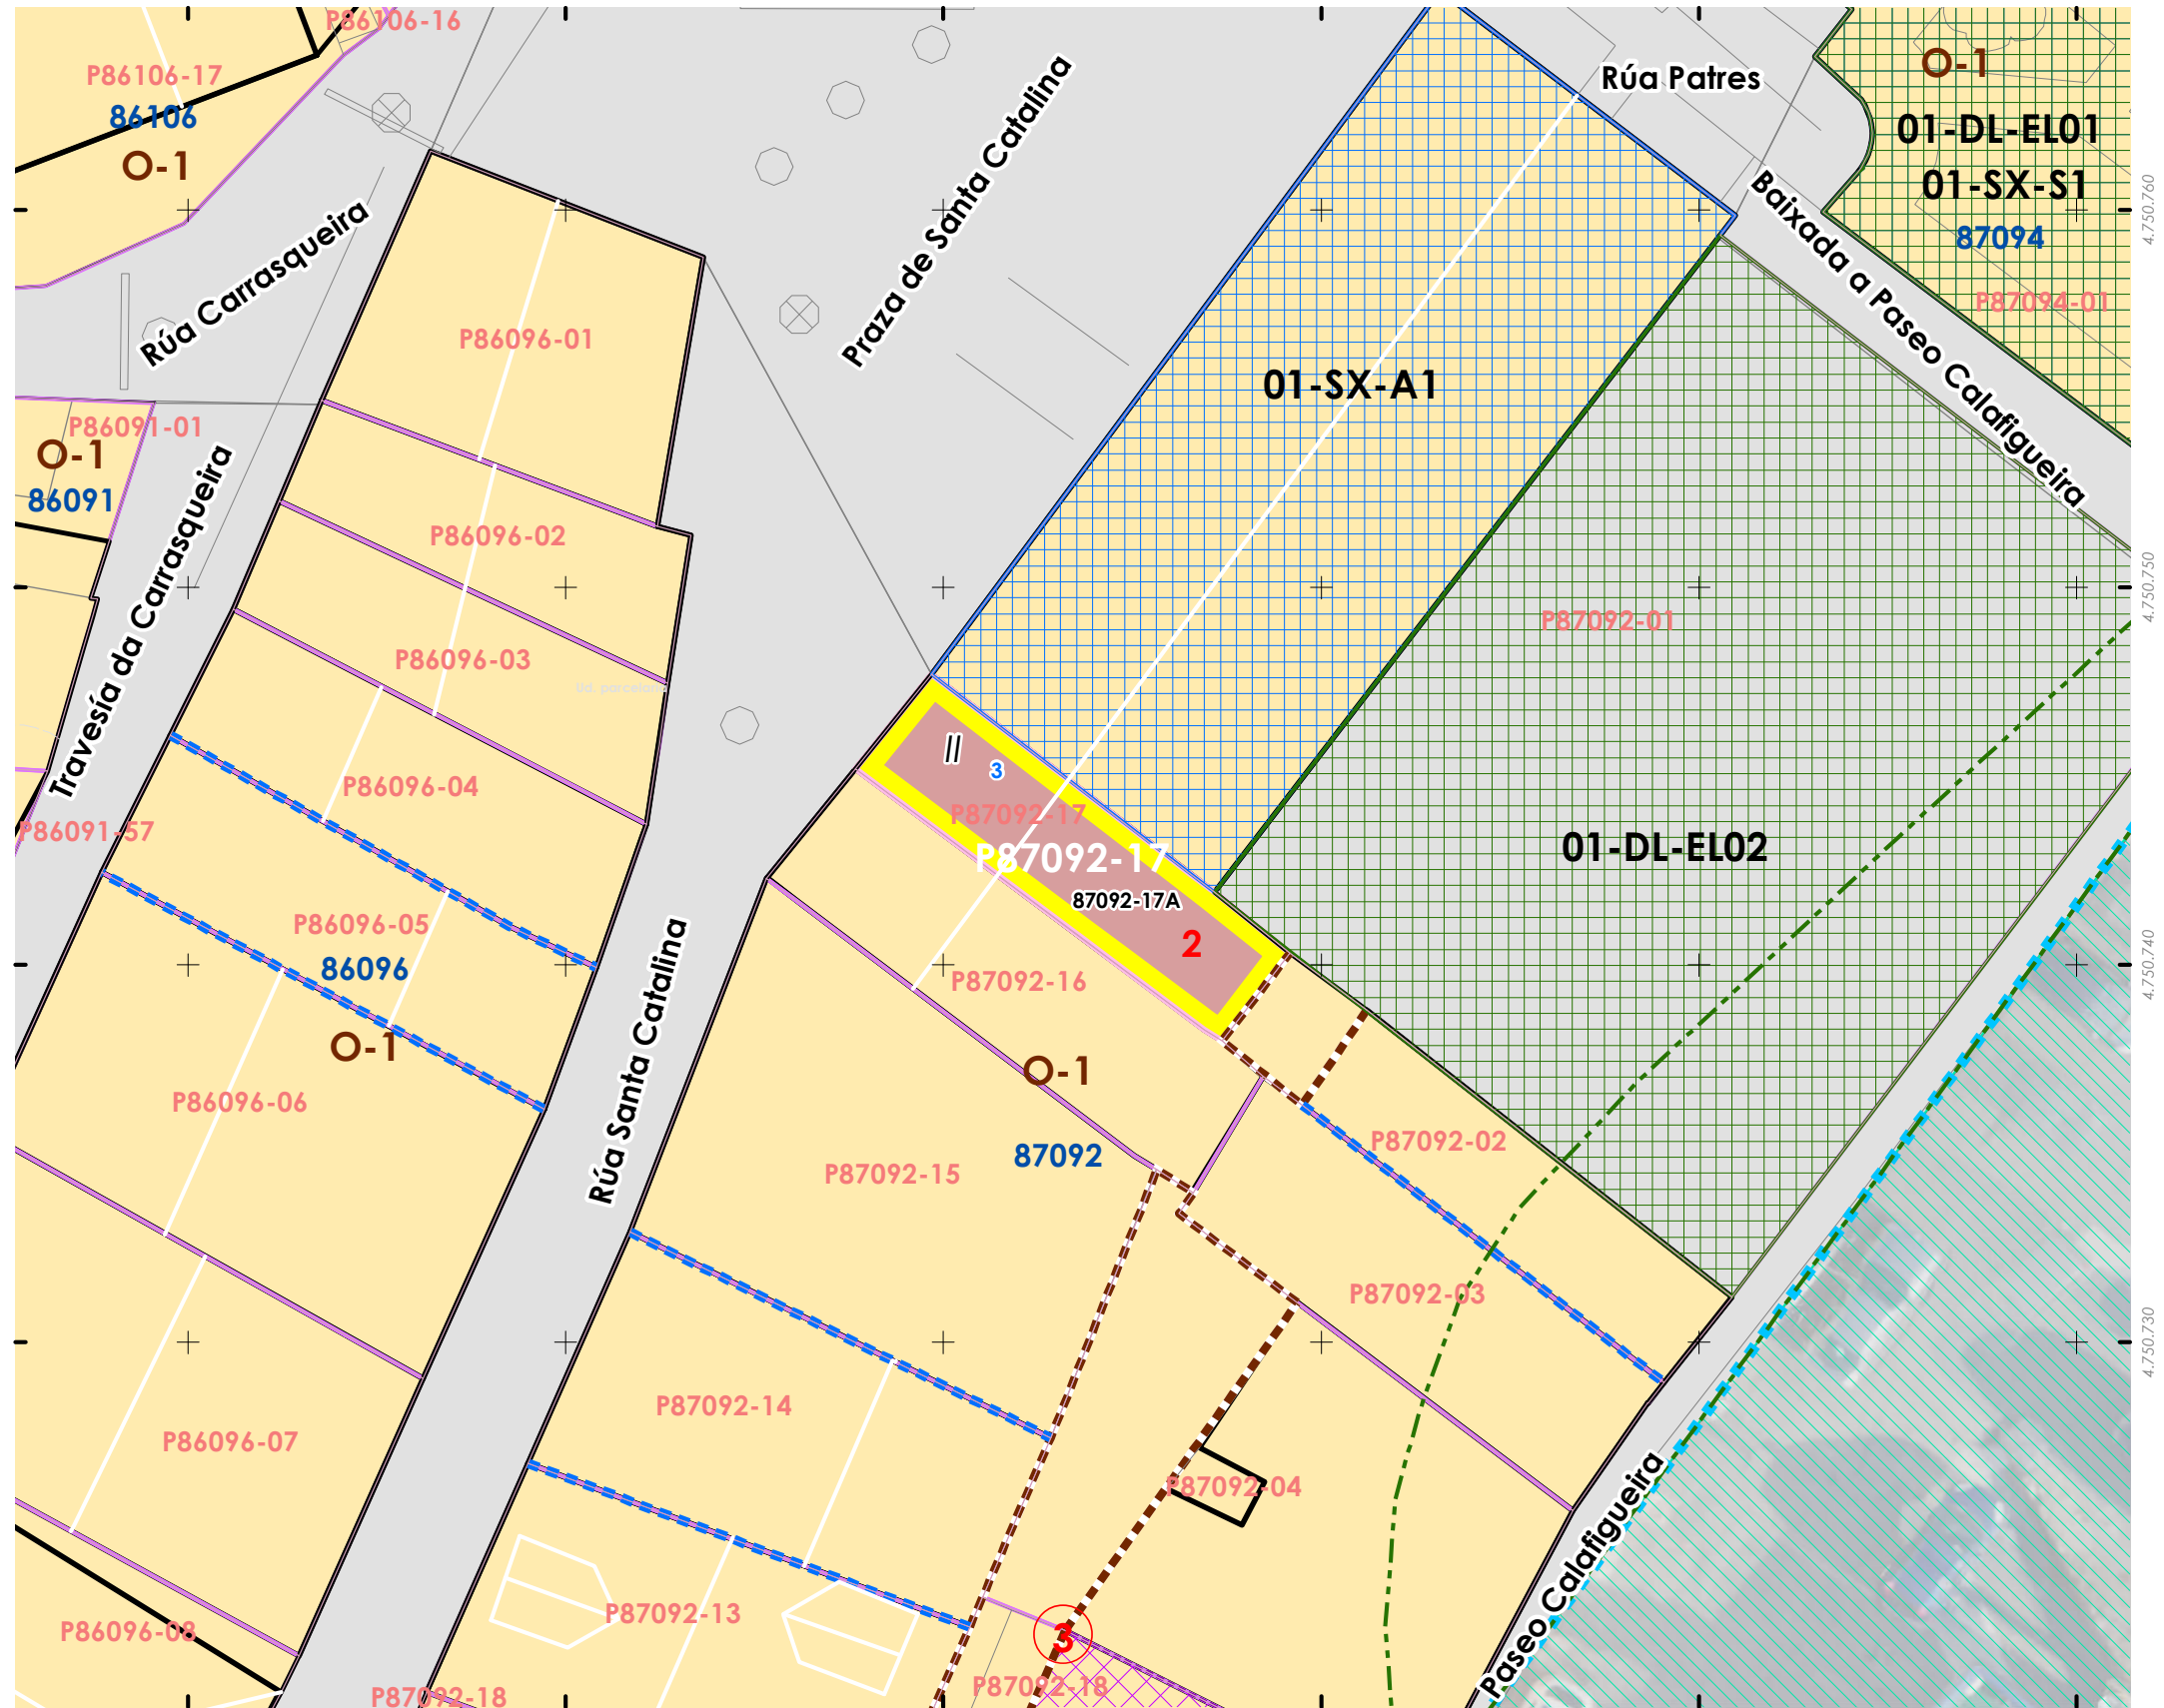 P86106-16
P86106-17
86106
O-1
Rúa Carrasqueira
Praza de Santa Catalina
Rúa Patres
O-1
01-DL-EL01
01-SX-S1
87094
P87094-01
Baixada a Paseo Calafigueira
4.750.760
P86096-01
01-SX-A1
P86091-01
O-1
86091
Travesía da Carrasqueira
P86096-02
4.750.750
P87092-01
P86096-03
Ud. parcelaria
II
3
P86096-04
P87092-17
P86091-57
P87092-17
01-DL-EL02
87092-17A
2
P86096-05
86096
4.750.740
P87092-16
O-1
O-1
P86096-06
Rúa Santa Catalina
P87092-02
87092
P87092-15
P87092-03
4.750.730
P87092-14
P86096-07
P87092-04
Paseo Calafigueira
P87092-13
P86096-08
3
P87092-18
P87092-18